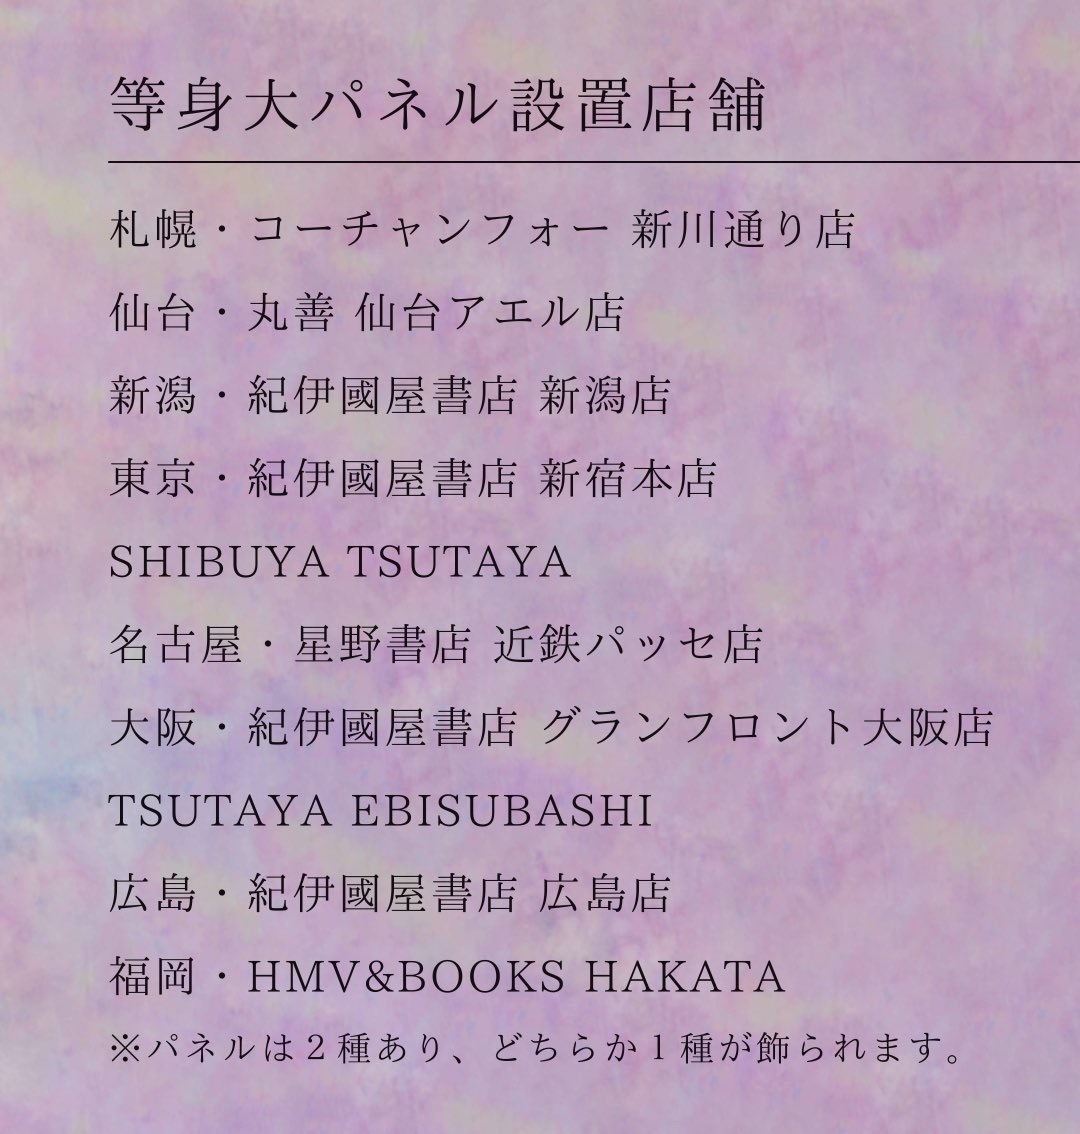 等身大パネル設置店舗
札幌・コーチャンフォー 新川通り店
仙台・丸善 仙台アエル店
新潟・紀伊國屋書店 新潟店
東京・紀伊國屋書店 新宿本店
SHIBUYA TSUTAYA
名古屋・星野書店 近鉄パッセ店
大阪・紀伊國屋書店 グランフロント大阪店
TSUTAYA EBISUBASHI
広島・紀伊國屋書店 広島店
福岡・HMV&BOOKS HAKATA
※パネルは２種あり、どちらか１種が飾られます。